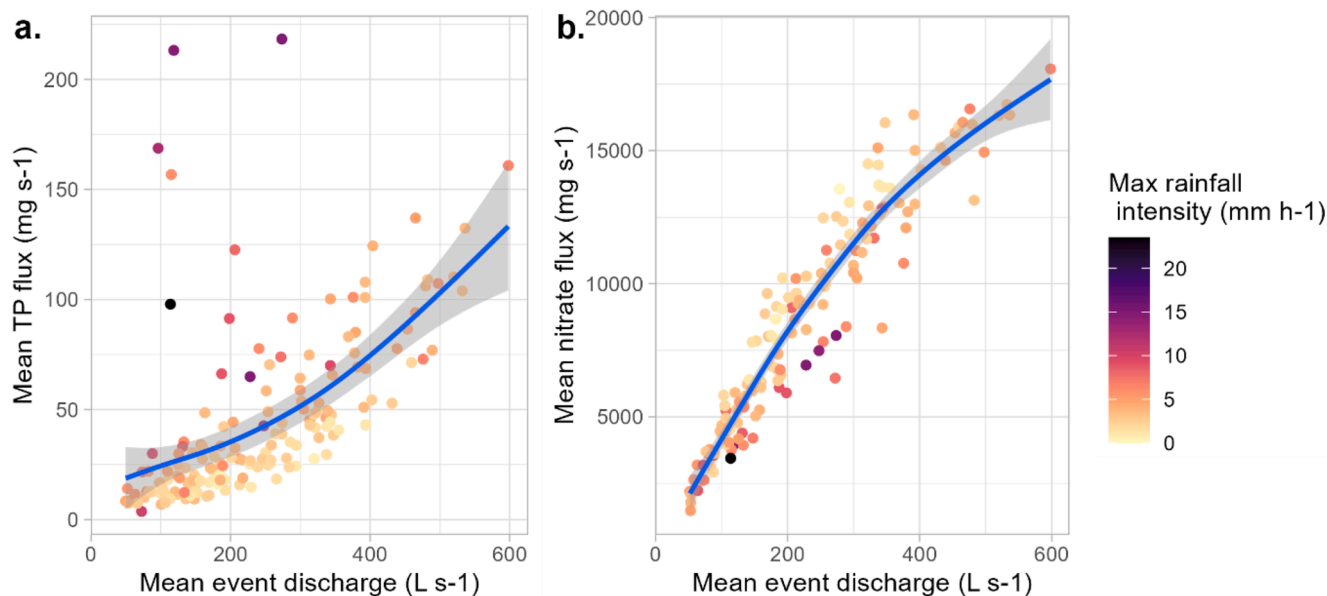 a.
Mean TP flux (mg s-1)
200
150
100
50
0
0
200
400
600
Mean event discharge (L s-1)
b.
Mean nitrate flux (mg s-1)
20000
15000
10000
5000
0
200
400
600
Mean event discharge (L s-1)
Max rainfall
intensity (mm h-1)
20
15
10
5
0